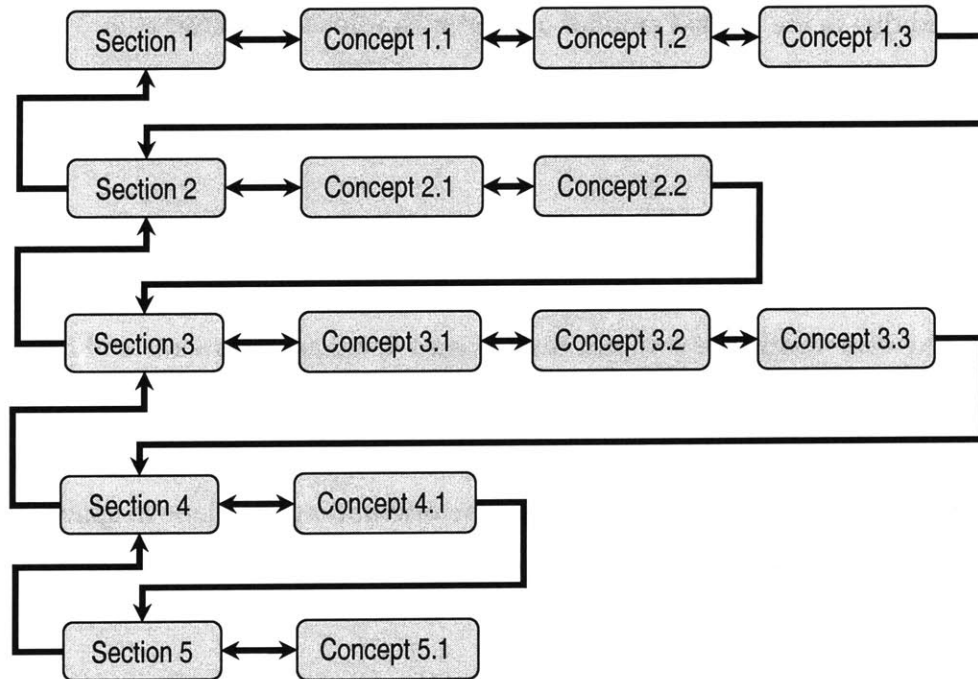 Section 1
Concept 1.1
Concept 1.2
Concept 1.3
Section 2
Concept 2.1
Concept 2.2
Section 3
Concept 3.1
Concept 3.2
Concept 3.3
Section 4
Concept 4.1
Section 5
Concept 5.1